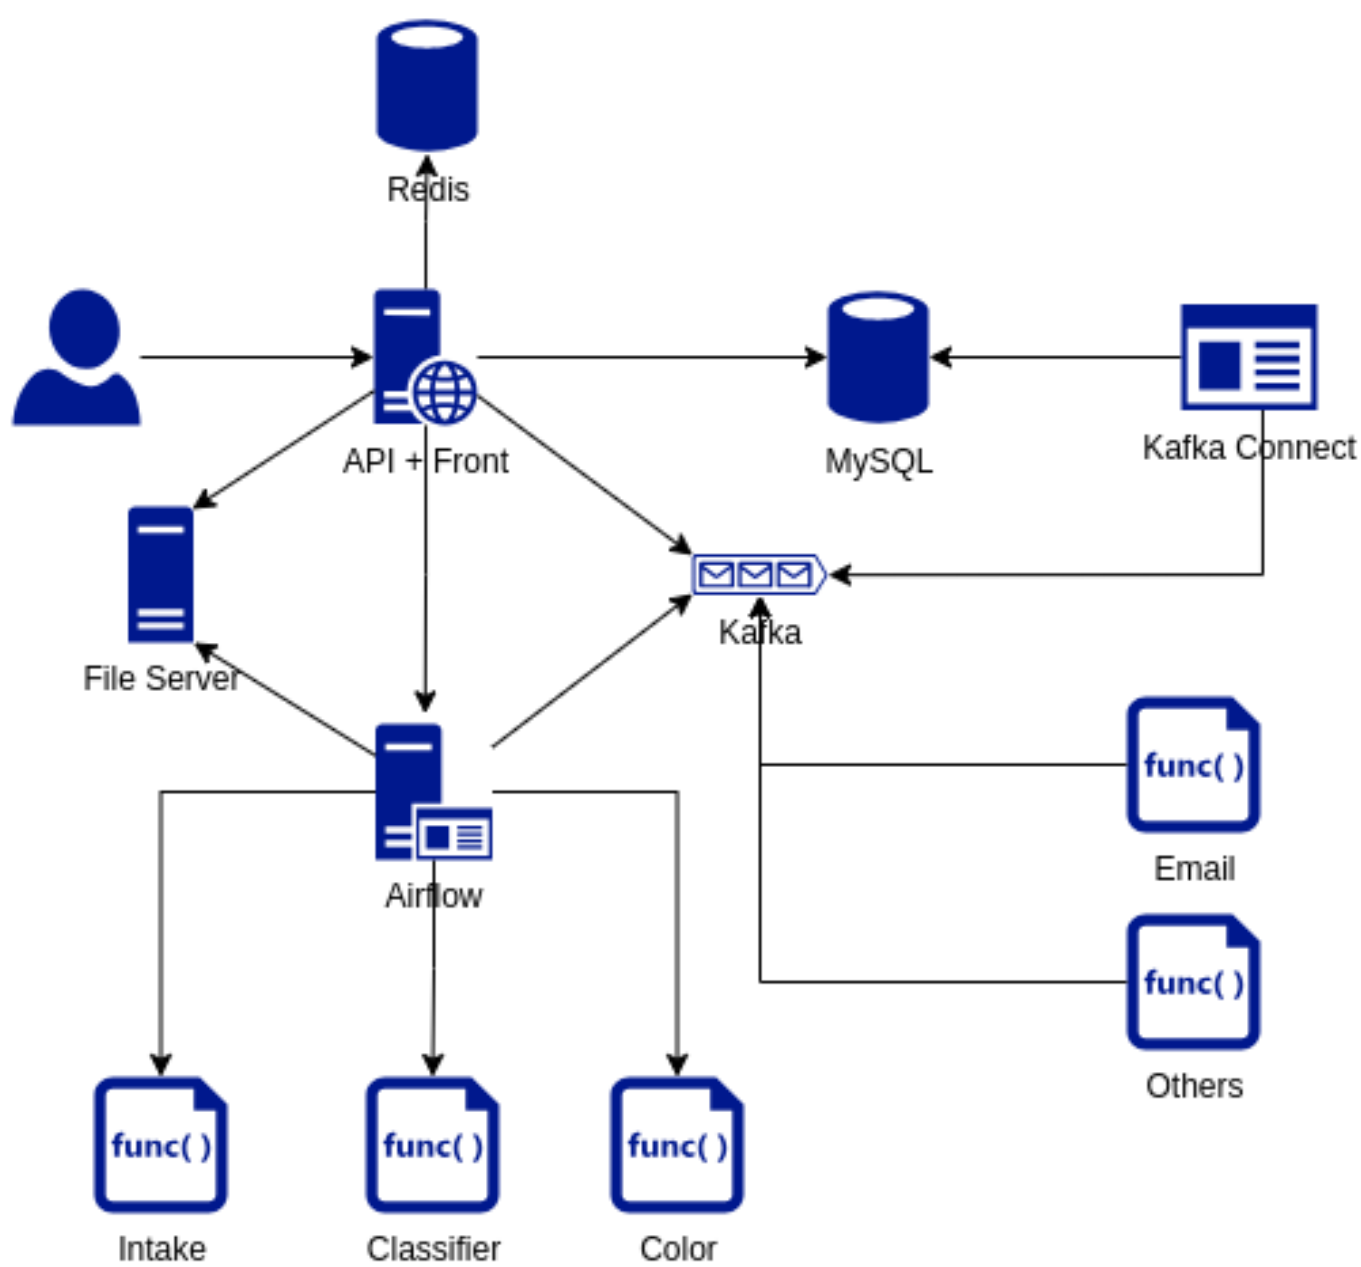 Redis
API + Front
MySQL
Kafka Connect
File Server
Kafka
func( )
Email
Airflow
func( )
Others
func( )
func( )
func( )
Intake
Classifier
Color